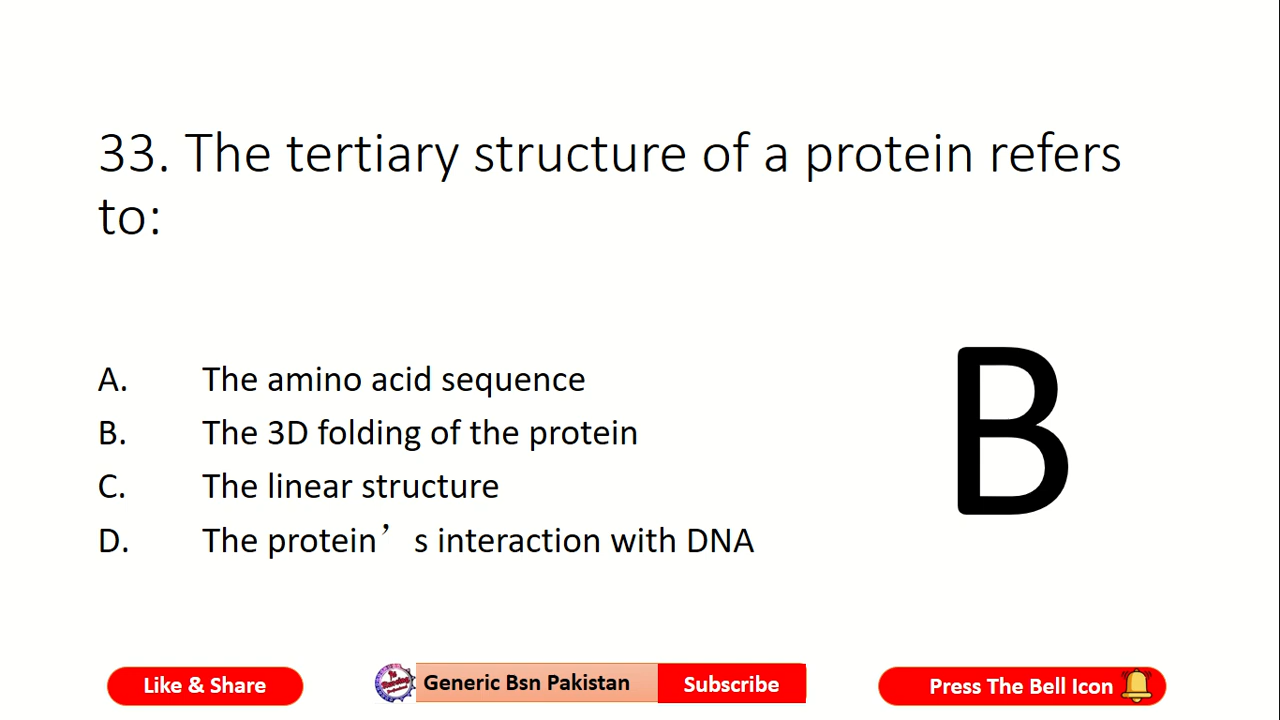 33. The tertiary structure of a protein refers
to:
A. The amino acid sequence
B. The 3D folding of the protein
C. The linear structure
D. The protein’s interaction with DNA
B
Like & Share
Generic Bsn Pakistan
Subscribe
Press The Bell Icon